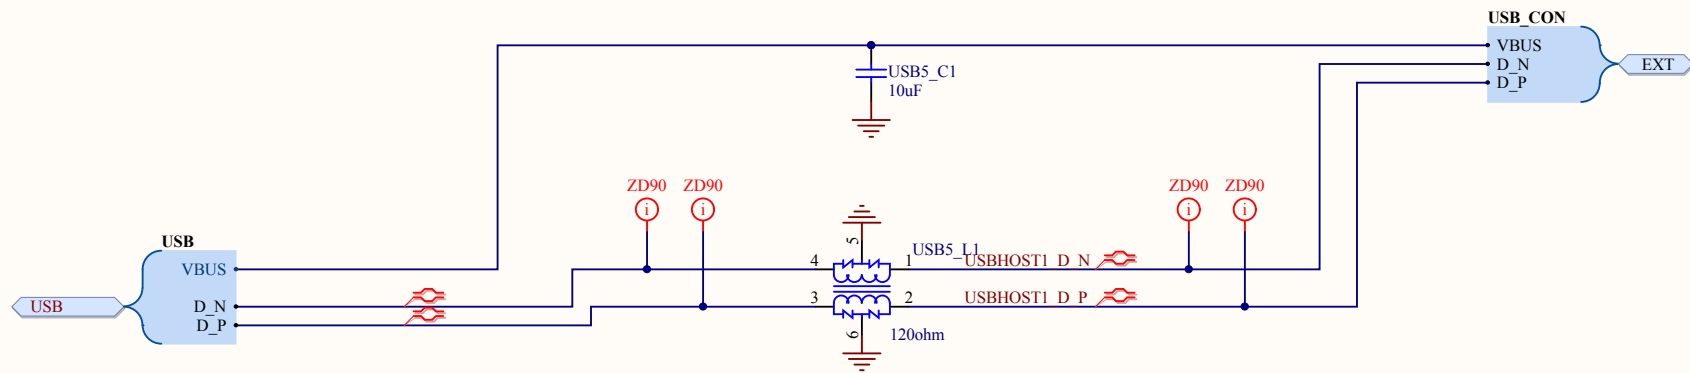 USB_CON
VBUS
D_N
D_P
EXT
USB5_C1
10uF
ZD90
ZD90
ZD90
ZD90
i
i
i
i
USB
VBUS
D_N
D_P
USB
5
USB5_L1
4
1
USBHOST1_D_N
3
2
USBHOST1_D_P
6
120ohm